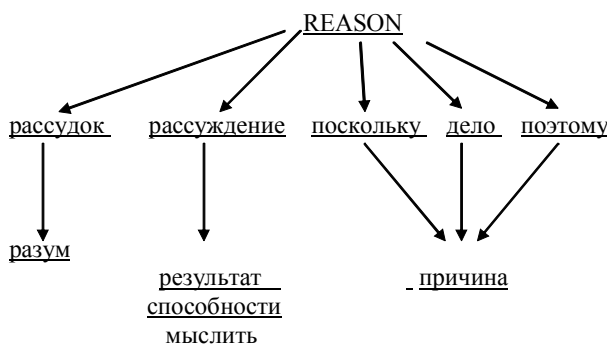 REASON
рассудок рассуждение поскольку дело поэтому
разум
результат причина
способности
мыслить